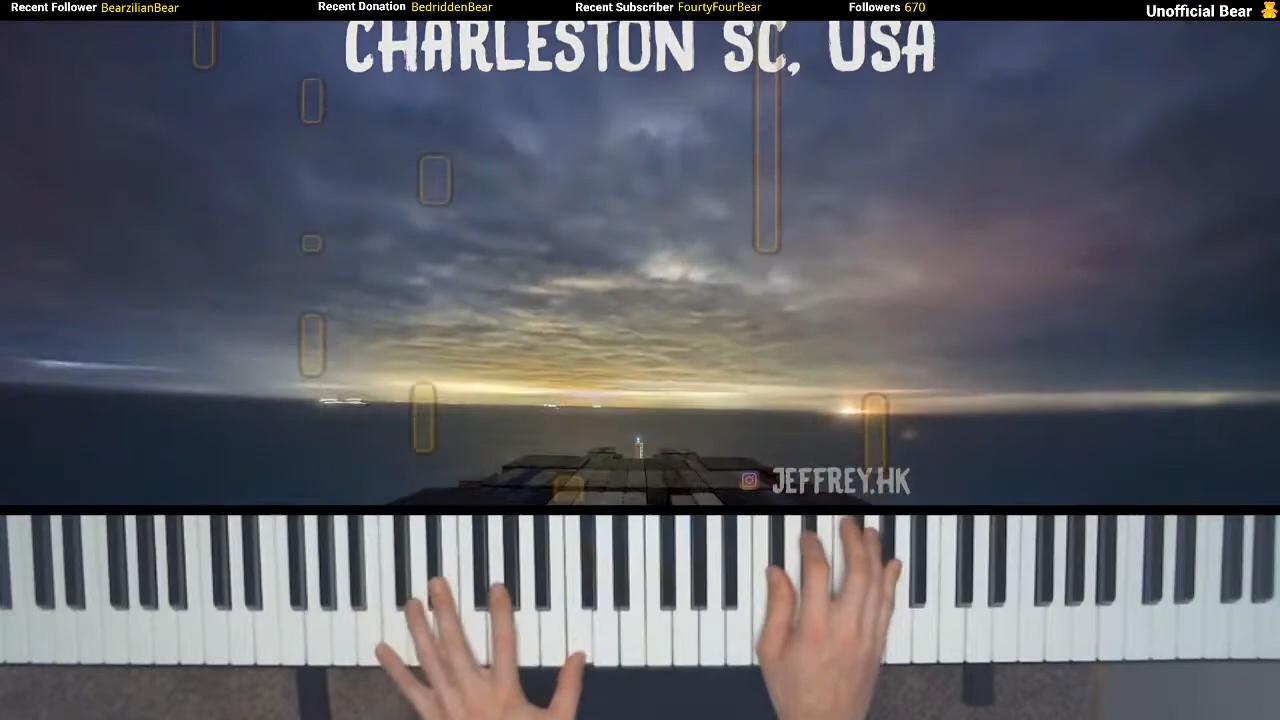 Recent Follower BearzilianBear
Recent Donation BedriddenBear
Recent Subscriber FourtyFourBear
Followers 670
Unofficial Bear
CHARLESTON SC, USA
JEFFREY.HK